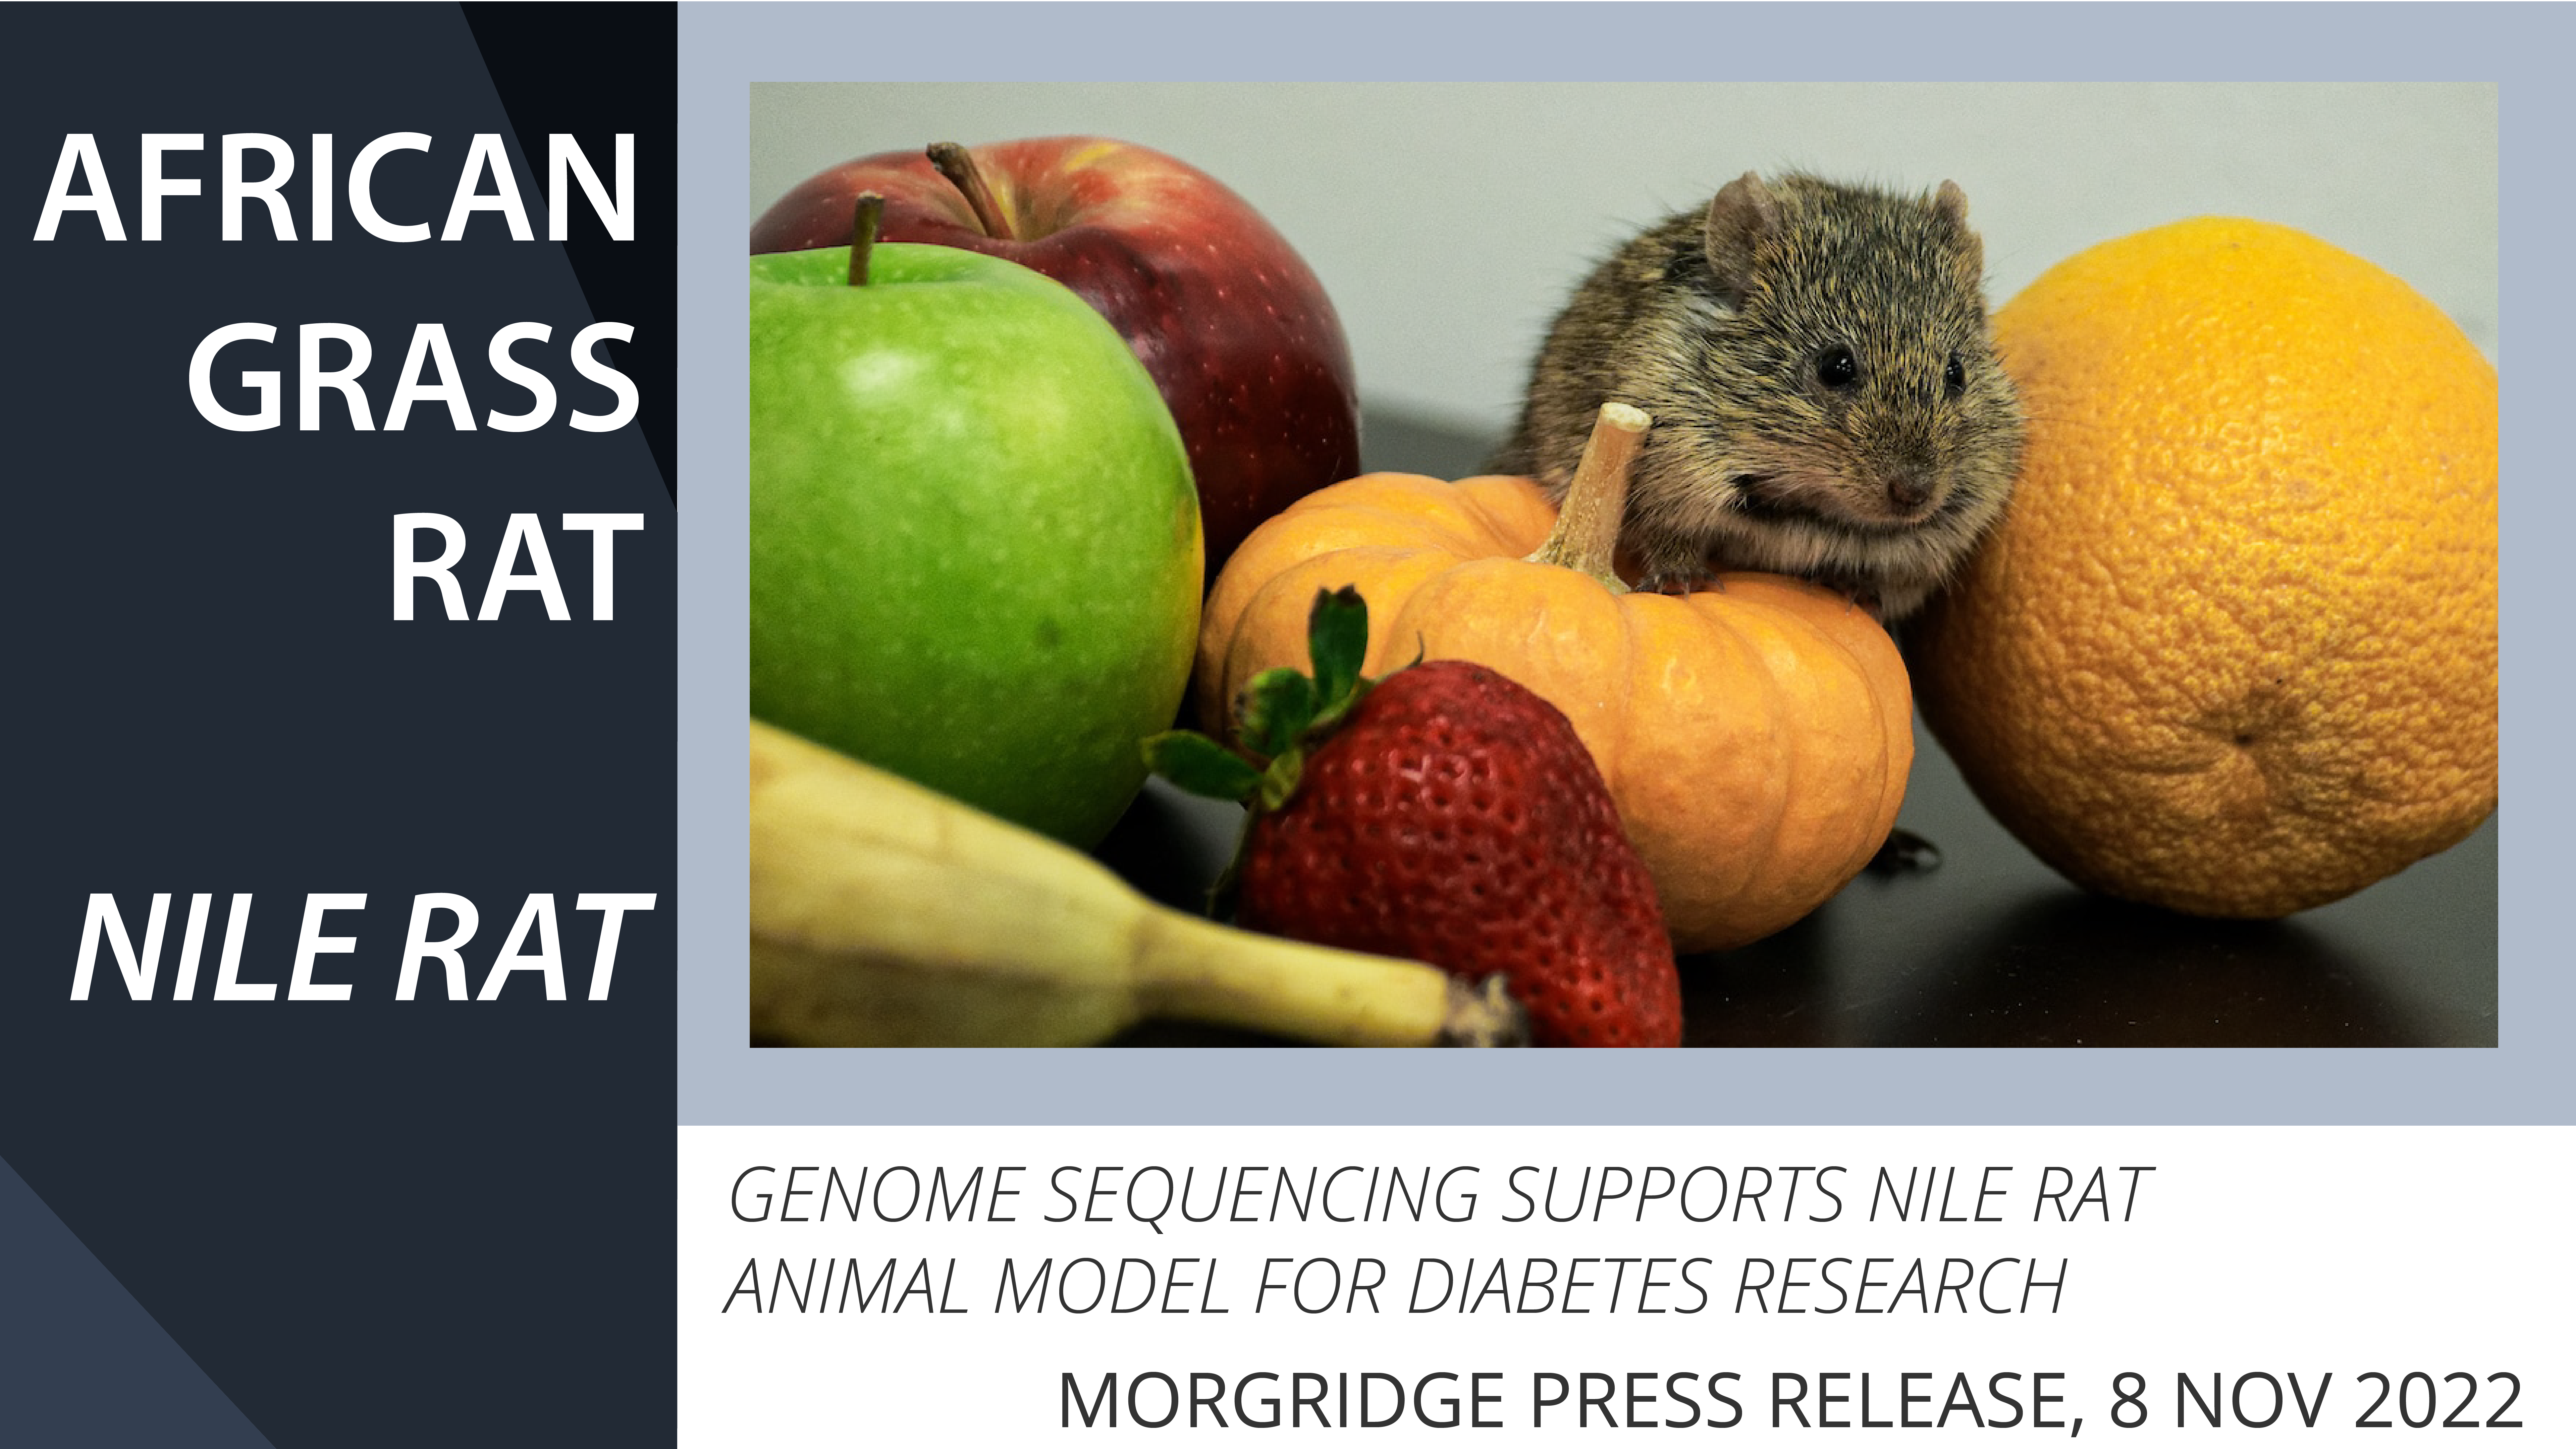 AFRICAN
GRASS
RAT
NILE RAT
GENOME SEQUENCING SUPPORTS NILE RAT
ANIMAL MODEL FOR DIABETES RESEARCH
MORGRIDGE PRESS RELEASE, 8 NOV 2022